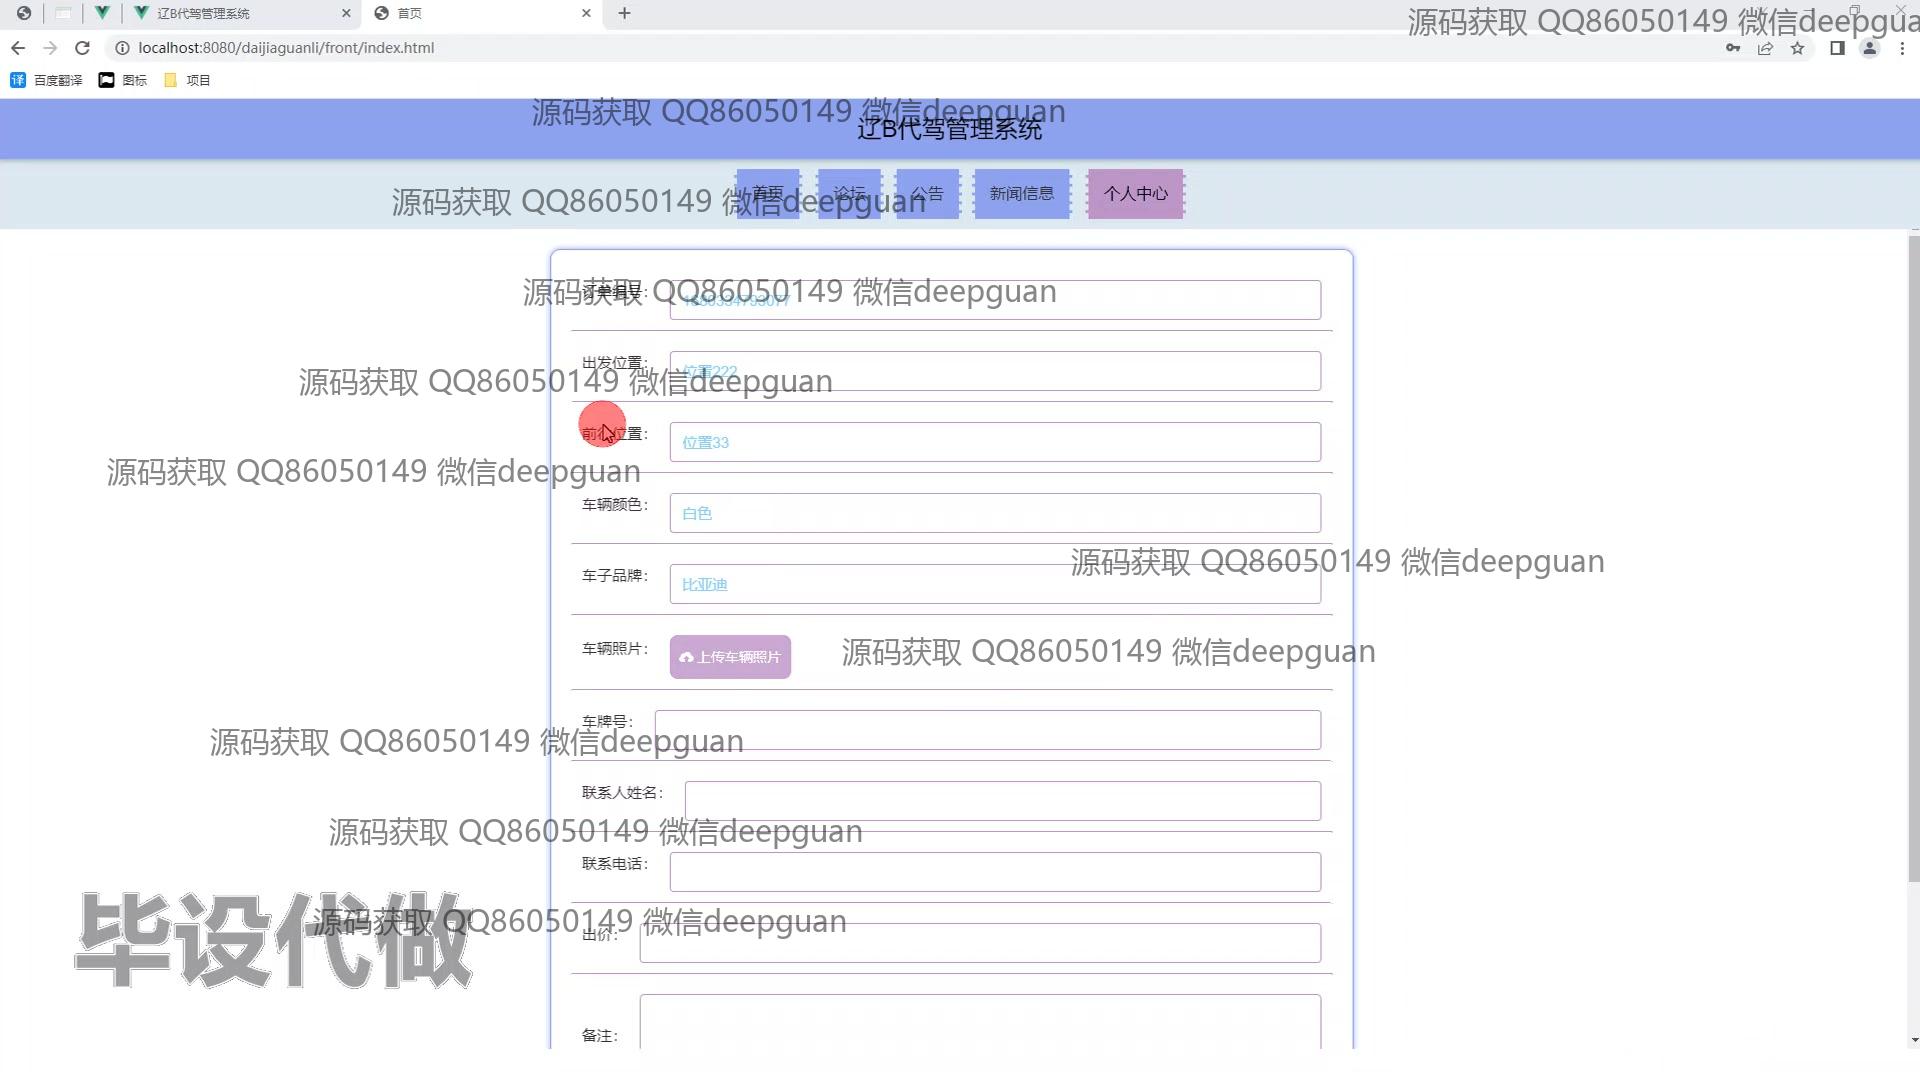 辽B代驾管理系统
首页
localhost:8080/daijiaguanli/front/index.html
百度翻译
图标
项目
源码获取 QQ86050149 微信deepgua
源码获取 QQ86050149 微信deepguan
辽B代驾管理系统
首页
论坛
公告
新闻信息
个人中心
源码获取 QQ86050149 微信deepguan
订单编号：
源码获取 QQ86050149 微信deepguan
出发位置：
位置222
源码获取 QQ86050149 微信deepguan
前往位置：
位置33
源码获取 QQ86050149 微信deepguan
车辆颜色：
白色
源码获取 QQ86050149 微信deepguan
车子品牌：
比亚迪
车辆照片：
上传车辆照片
源码获取 QQ86050149 微信deepguan
车牌号：
源码获取 QQ86050149 微信deepguan
联系人姓名：
源码获取 QQ86050149 微信deepguan
联系电话：
源码获取 QQ86050149 微信deepguan
出价：
毕设代做
备注：